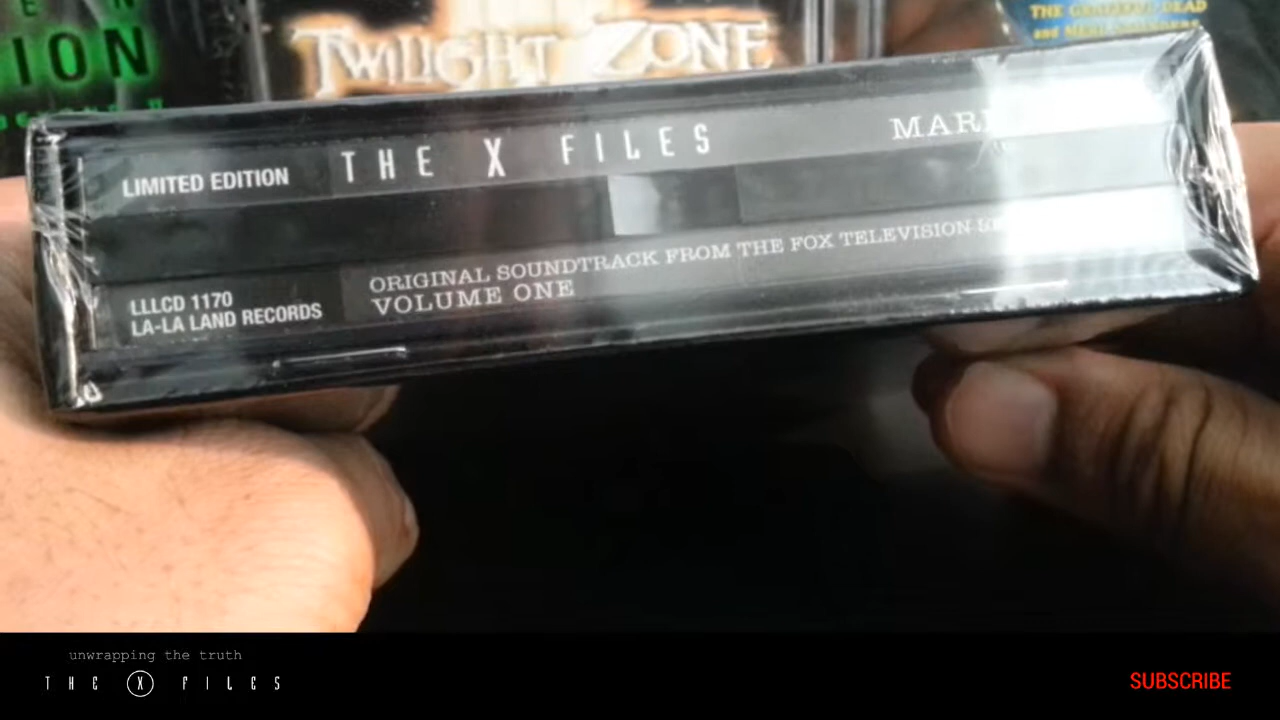 ION
TWILIGHT ZONE
THE GRATEFUL DEAD
LIMITED EDITION
THE X FILES
LLLCD 1170
LA-LA LAND RECORDS
ORIGINAL SOUNDTRACK FROM THE FOX TELEVISION
VOLUME ONE
unwrapping the truth
THE X FILES
SUBSCRIBE